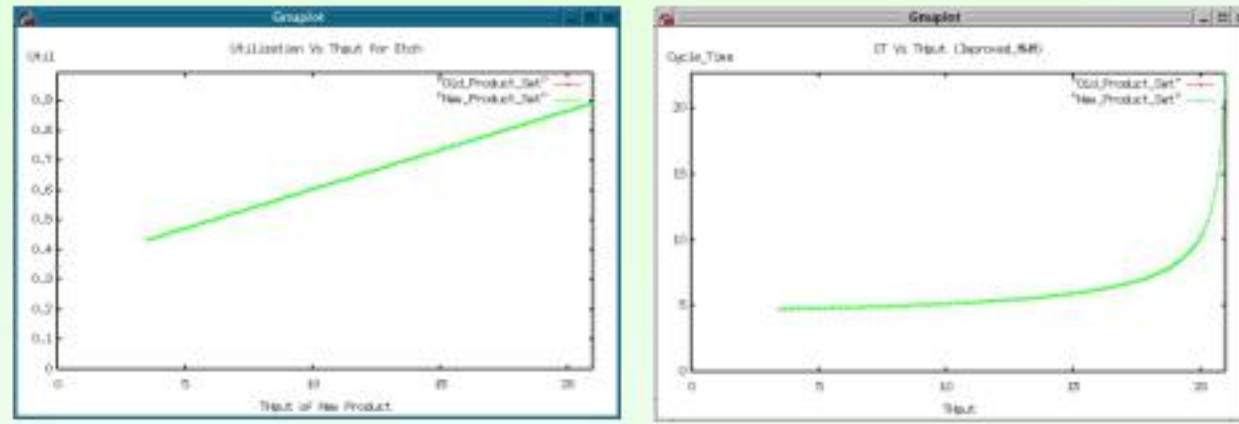 Gnuplot
Utilization Vs Thput for Etch
Util
"Old_Product_Set"
"New_Product_Set"
0.9
0.8
0.7
0.6
0.5
0.4
0.3
0.2
0.1
0
0 5 10 15 20
THput of New Product
Gnuplot
CT Vs THput (Improved_MWM)
Cycle_Time
"Old_Product_Set"
"New_Product_Set"
20
15
10
5
0
0 5 10 15 20
THput